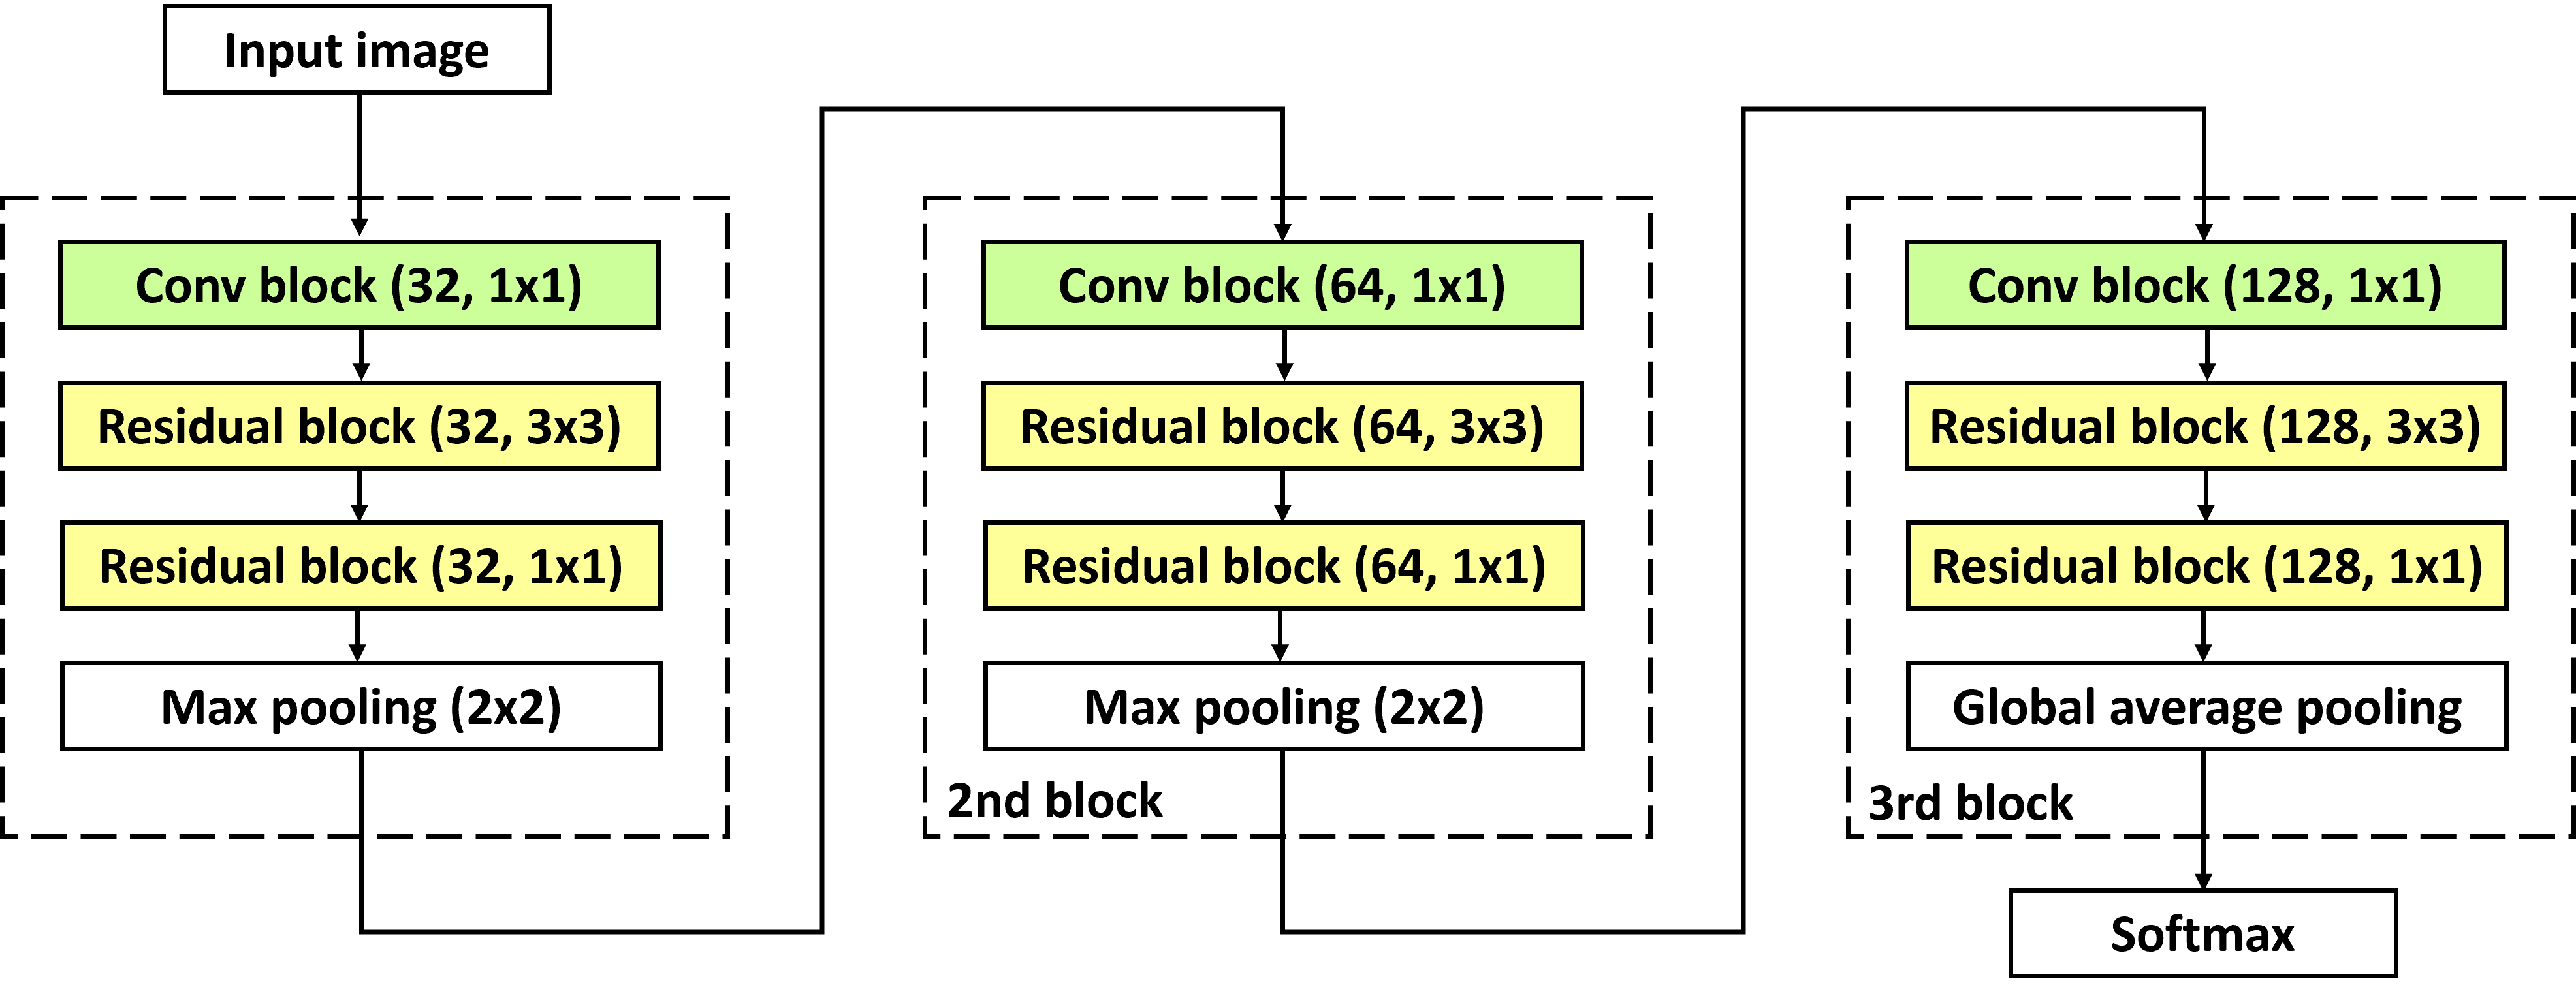 Input image
Conv block (32, 1x1)
Residual block (32, 3x3)
Residual block (32, 1x1)
Max pooling (2x2)
Conv block (64, 1x1)
Residual block (64, 3x3)
Residual block (64, 1x1)
Max pooling (2x2)
2nd block
Conv block (128, 1x1)
Residual block (128, 3x3)
Residual block (128, 1x1)
Global average pooling
3rd block
Softmax